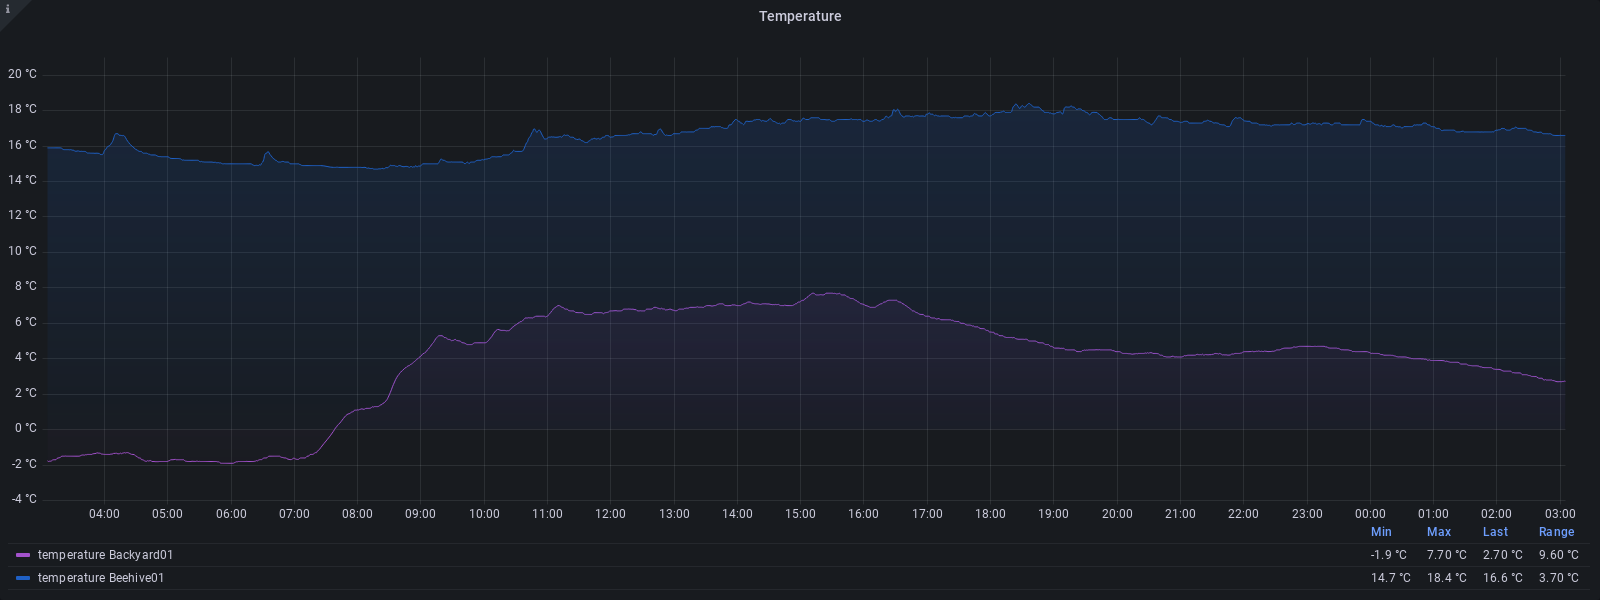 i
Temperature
20 °C
18 °C
16 °C
14 °C
12 °C
10 °C
8 °C
6 °C
4 °C
2 °C
0 °C
-2 °C
-4 °C
04:00 05:00 06:00 07:00 08:00 09:00 10:00 11:00 12:00 13:00 14:00 15:00 16:00 17:00 18:00 19:00 20:00 21:00 22:00 23:00 00:00 01:00 02:00 03:00
Min Max Last Range
temperature Backyard01 -1.9 °C 7.70 °C 2.70 °C 9.60 °C
temperature Beehive01 14.7 °C 18.4 °C 16.6 °C 3.70 °C